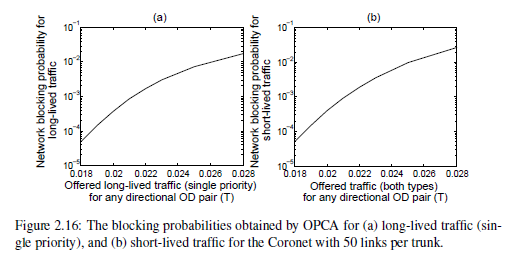 (a)
Network blocking probability for
long-lived traffic
10^-1
10^-2
10^-3
10^-4
10^-5
0.018 0.02 0.022 0.024 0.026 0.028
Offered long-lived traffic (single priority)
for any directional OD pair (T)
(b)
Network blocking probability for
short-lived traffic
10^-1
10^-2
10^-3
10^-4
10^-5
0.018 0.02 0.022 0.024 0.026 0.028
Offered traffic (both types)
for any directional OD pair (T)
Figure 2.16: The blocking probabilities obtained by OPCA for (a) long-lived traffic (sin-
gle priority), and (b) short-lived traffic for the Coronet with 50 links per trunk.